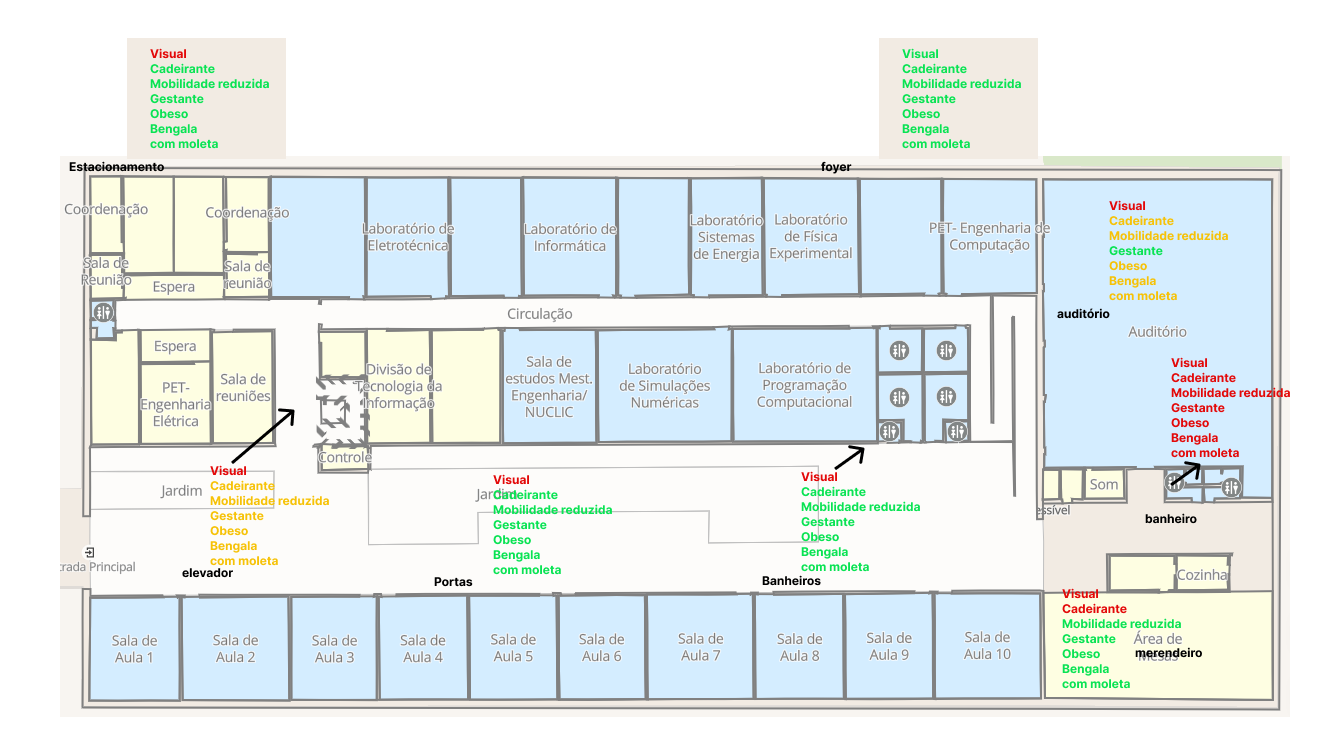 Visual
Cadeirante
Mobilidade reduzida
Gestante
Obeso
Bengala
com moleta
Visual
Cadeirante
Mobilidade reduzida
Gestante
Obeso
Bengala
com moleta
Estacionamento
foyer
Coordenação
Coordenação
Sala de
Reunião
Espera
Sala de
reunião
Laboratório de
Eletrotécnica
Laboratório de
Informática
Laboratório
Sistemas
de Energia
Laboratório
de Física
Experimental
PET- Engenharia de
Computação
Visual
Cadeirante
Mobilidade reduzida
Gestante
Obeso
Bengala
com moleta
auditório
Auditório
Circulação
Espera
PET-
Engenharia
Elétrica
Sala de
reuniões
Divisão de
Tecnologia da
Informação
Controle
Sala de
estudos Mest.
Engenharia/
NUCLIC
Laboratório
de Simulações
Numéricas
Laboratório de
Programação
Computacional
Visual
Cadeirante
Mobilidade reduzida
Gestante
Obeso
Bengala
com moleta
Som
essível
banheiro
Jardim
Visual
Cadeirante
Mobilidade reduzida
Gestante
Obeso
Bengala
com moleta
elevador
Jardim
Visual
Cadeirante
Mobilidade reduzida
Gestante
Obeso
Bengala
com moleta
Portas
Visual
Cadeirante
Mobilidade reduzida
Gestante
Obeso
Bengala
com moleta
Banheiros
trada Principal
Cozinha
Visual
Cadeirante
Mobilidade reduzida
Gestante
Obeso
Bengala
com moleta
Área de
Mesas
merendeiro
Sala de
Aula 1
Sala de
Aula 2
Sala de
Aula 3
Sala de
Aula 4
Sala de
Aula 5
Sala de
Aula 6
Sala de
Aula 7
Sala de
Aula 8
Sala de
Aula 9
Sala de
Aula 10